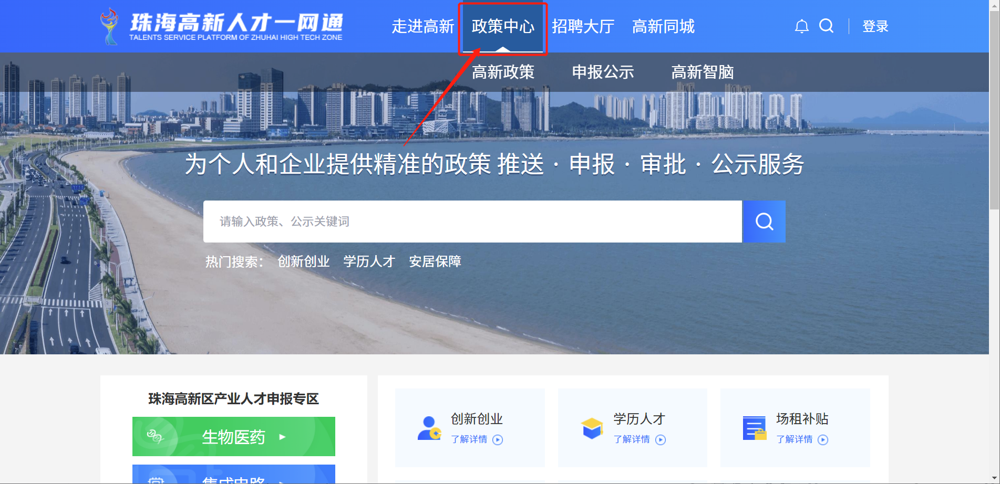 珠海高新人才一网通
TALENTS SERVICE PLATFORM OF ZHUHAI HIGH TECH ZONE
走进高新 政策中心 招聘大厅 高新同城 登录
高新政策 申报公示 高新智脑
为个人和企业提供精准的政策 推送 · 申报 · 审批 · 公示服务
请输入政策、公示关键词
热门搜索： 创新创业 学历人才 安居保障
珠海高新区产业人才申报专区
生物医药
集成电路
创新创业
了解详情
学历人才
了解详情
场租补贴
了解详情